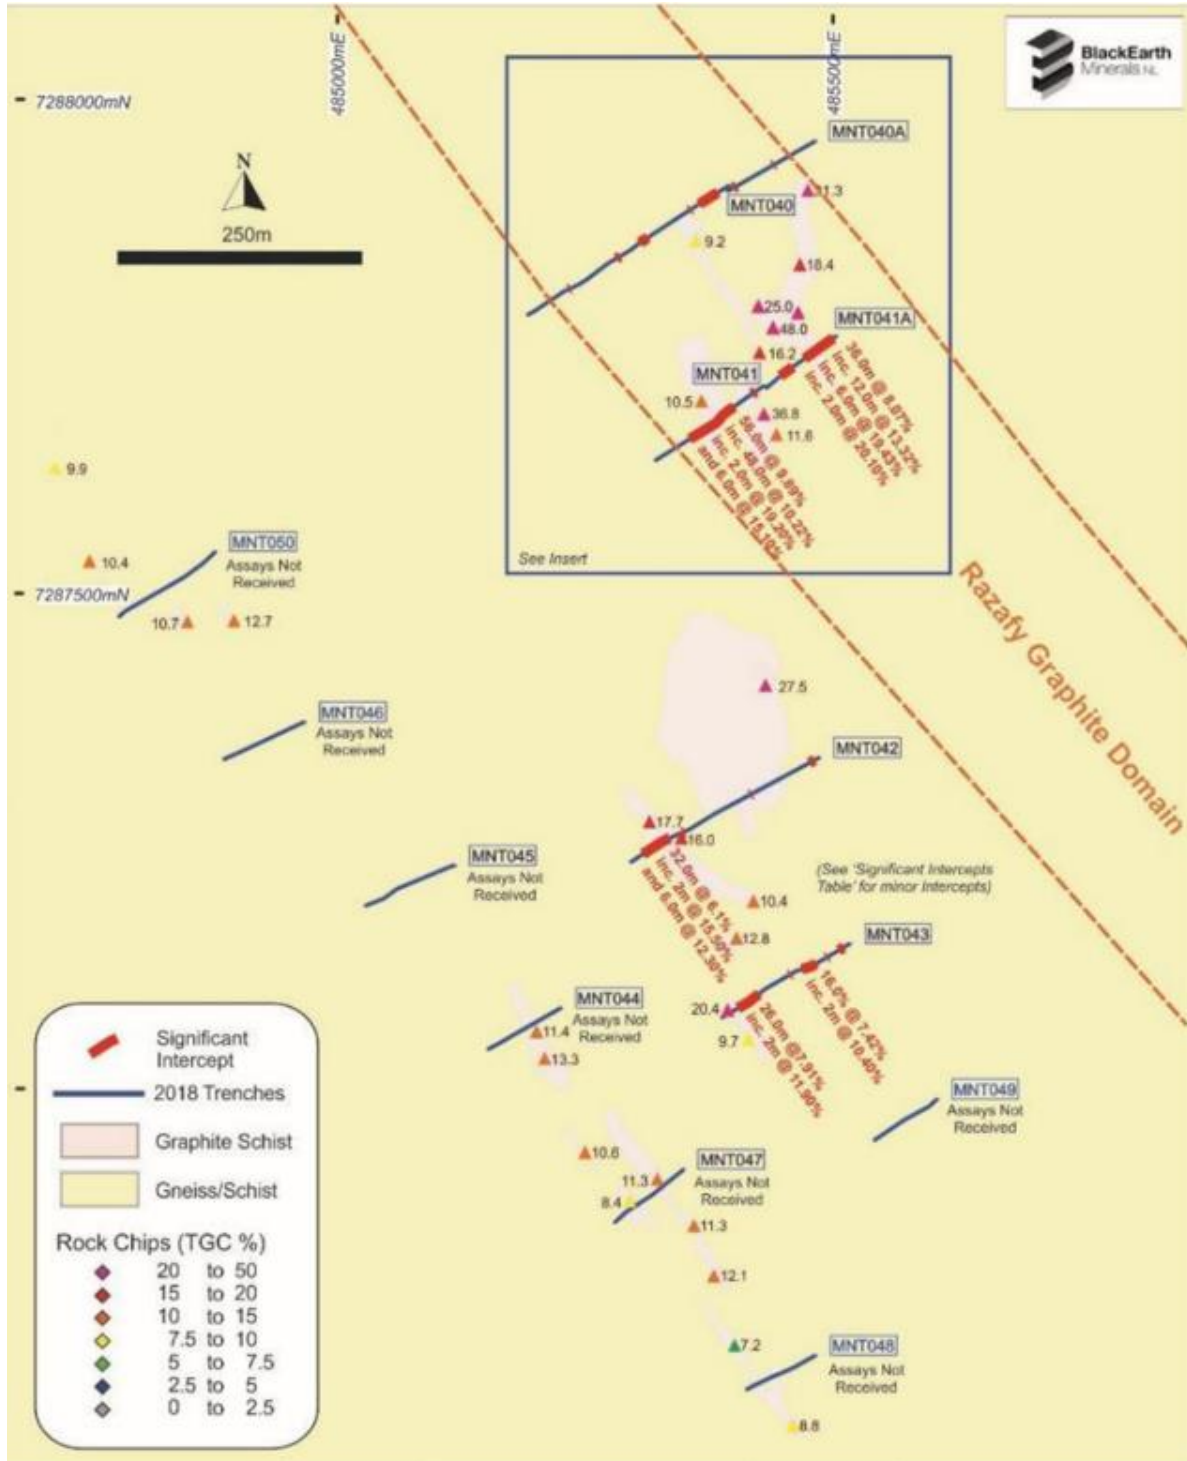 485000mE
485500mE
BlackEarth
Minerals NL
7288000mN
N
250m
MNT040A
31.3
MNT040
9.2
18.4
25.0
48.0
MNT041A
16.2
MNT041
36.0m @ 8.07%
inc. 12.0m @ 13.32%
inc. 6.0m @ 19.43%
inc. 2.0m @ 20.10%
10.5
36.8
11.6
56.0m @ 9.89%
inc. 48.0m @ 10.22%
inc. 2.0m @ 19.20%
and 6.0m @ 15.10%
See Insert
9.9
MNT050
Assays Not
Received
10.4
7287500mN
10.7
12.7
Razafy Graphite Domain
27.5
MNT046
Assays Not
Received
MNT042
17.7
16.0
32.0m @ 6.1%
inc. 2m @ 15.50%
and 6.0m @ 12.30%
MNT045
Assays Not
Received
(See 'Significant Intercepts
Table' for minor Intercepts)
10.4
12.8
MNT043
16.0% @ 7.42%
inc. 2m @ 10.40%
20.4
9.7
26.0m @7.91%
inc. 2m @ 11.90%
MNT044
Assays Not
Received
11.4
13.3
MNT049
Assays Not
Received
10.6
MNT047
Assays Not
Received
11.3
8.4
11.3
12.1
7.2
MNT048
Assays Not
Received
8.8
Significant
Intercept
2018 Trenches
Graphite Schist
Gneiss/Schist
Rock Chips (TGC %)
20 to 50
15 to 20
10 to 15
7.5 to 10
5 to 7.5
2.5 to 5
0 to 2.5